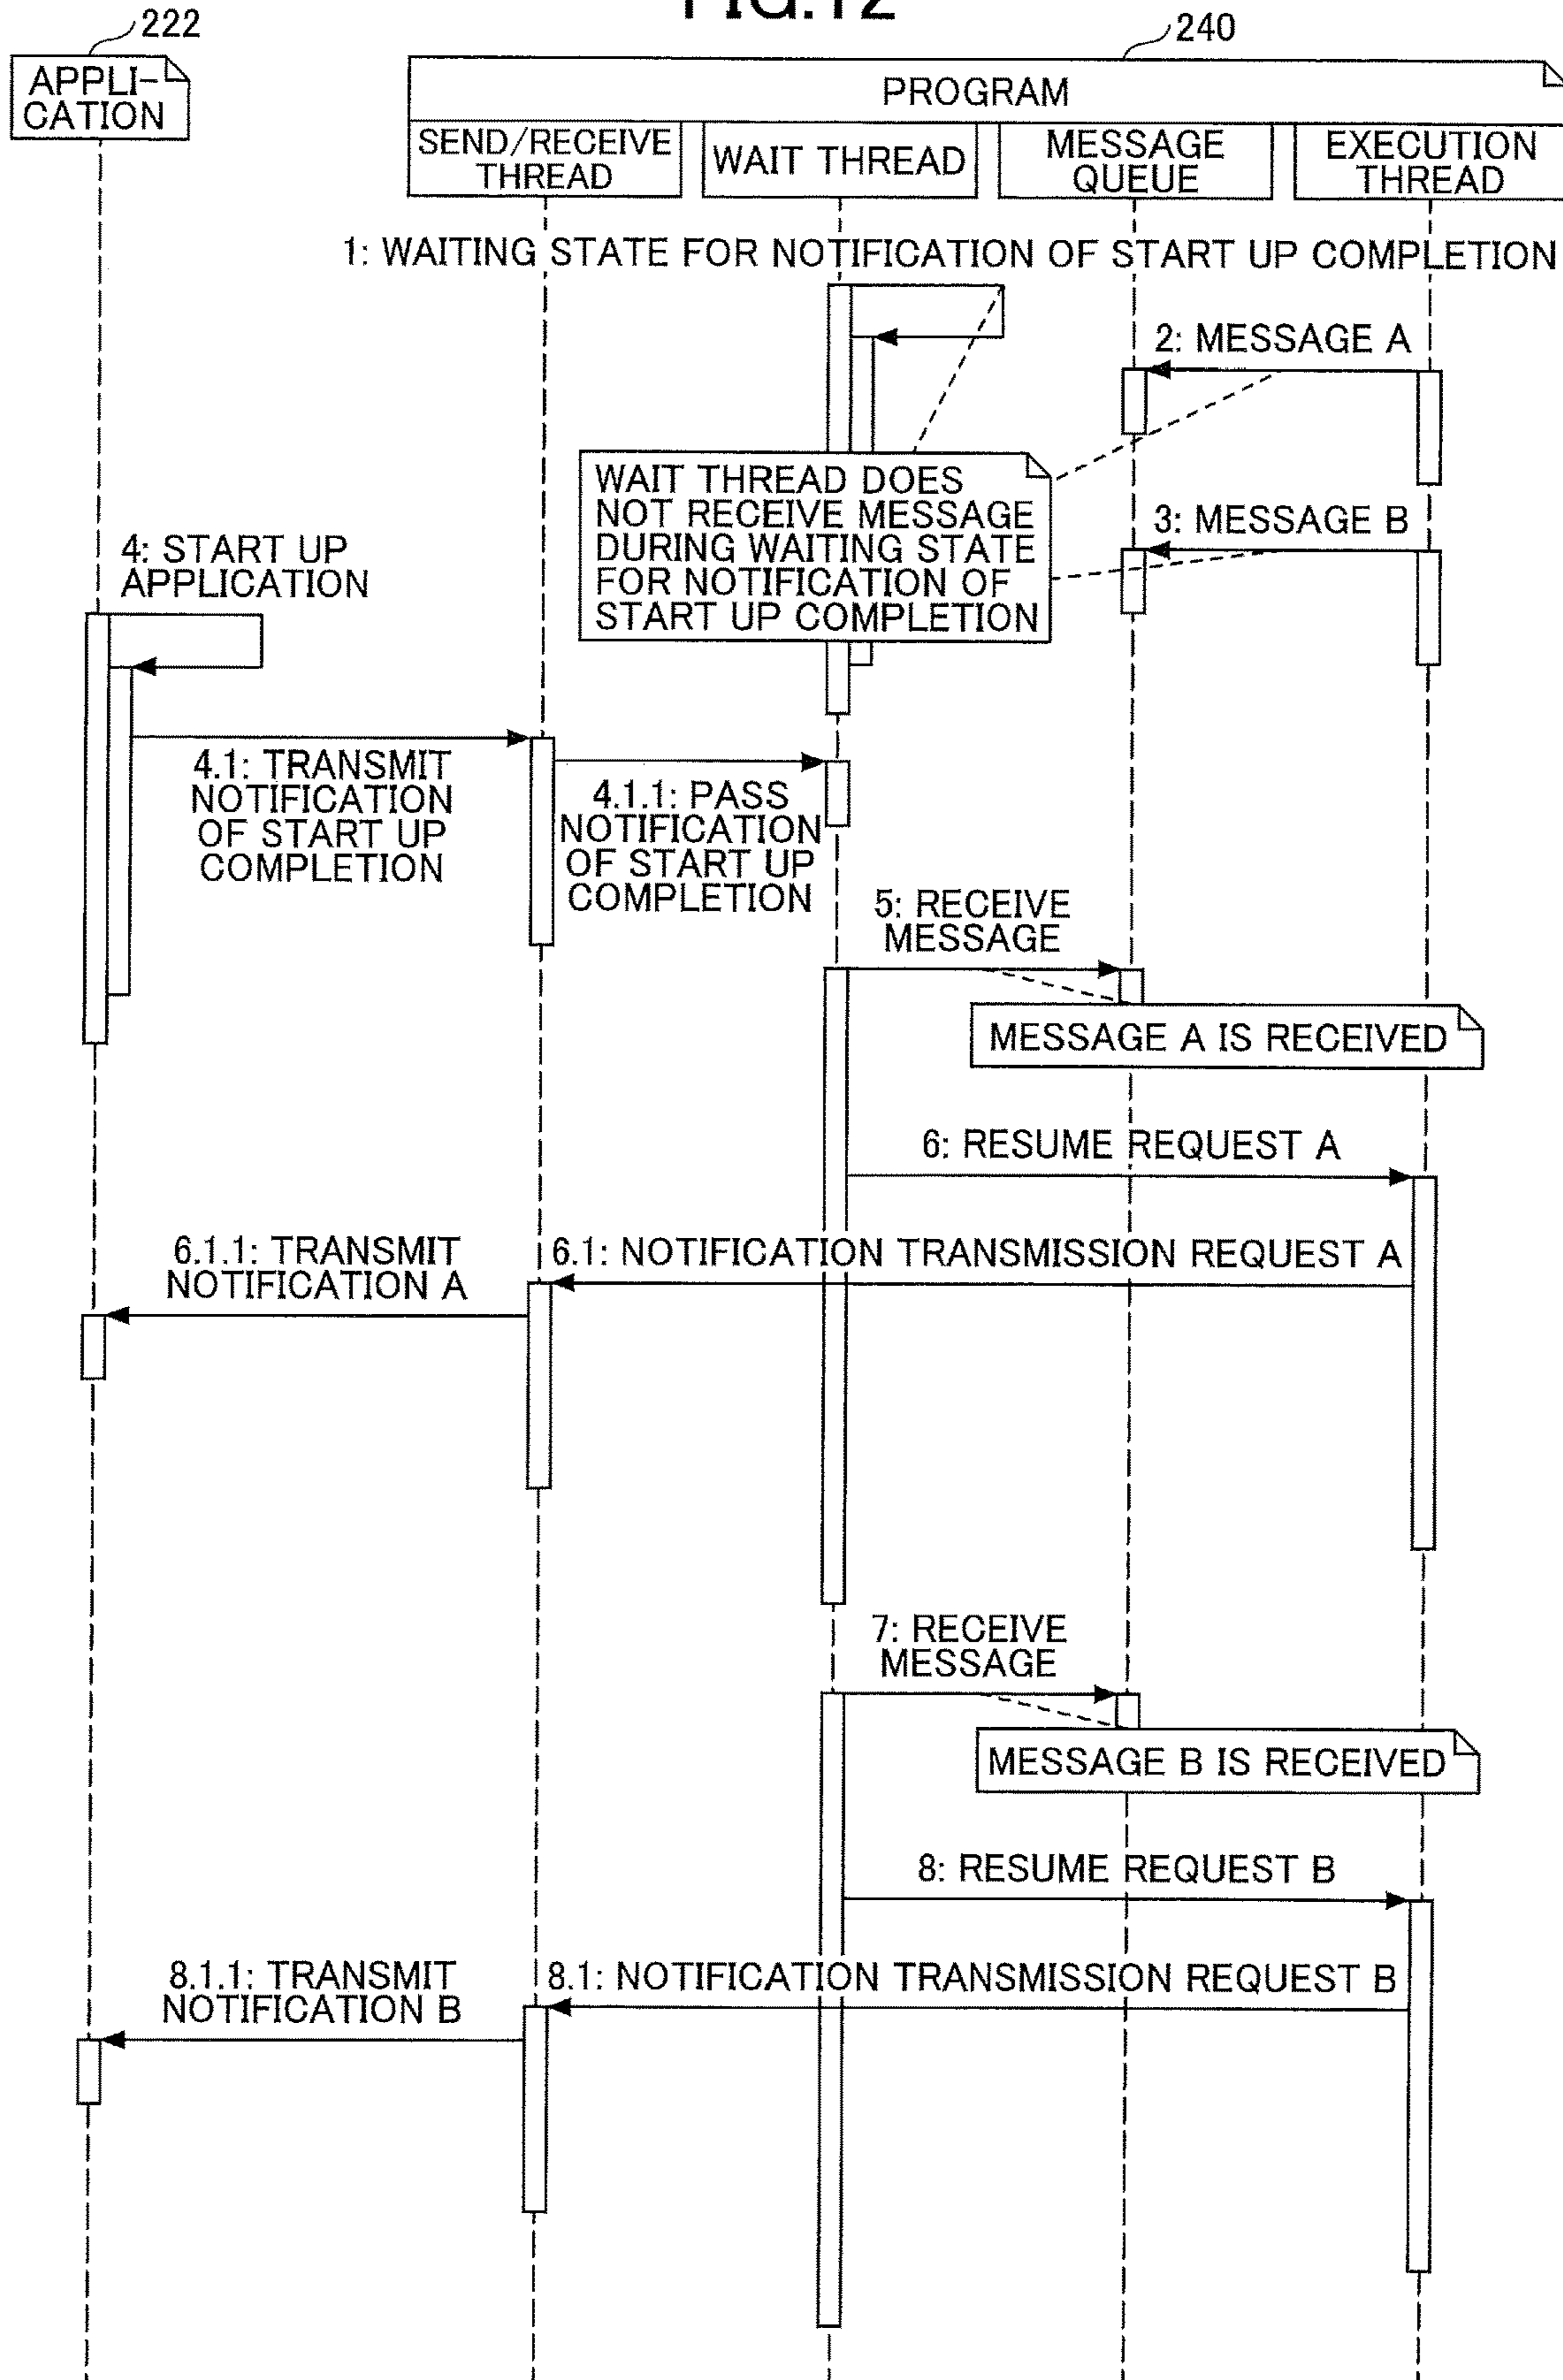 FIG.12
222
240
APPLI-
CATION
PROGRAM
SEND/RECEIVE
THREAD
WAIT THREAD
MESSAGE
QUEUE
EXECUTION
THREAD
1: WAITING STATE FOR NOTIFICATION OF START UP COMPLETION
2: MESSAGE A
WAIT THREAD DOES
NOT RECEIVE MESSAGE
DURING WAITING STATE
FOR NOTIFICATION OF
START UP COMPLETION
3: MESSAGE B
4: START UP
APPLICATION
4.1: TRANSMIT
NOTIFICATION
OF START UP
COMPLETION
4.1.1: PASS
NOTIFICATION
OF START UP
COMPLETION
5: RECEIVE
MESSAGE
MESSAGE A IS RECEIVED
6: RESUME REQUEST A
6.1.1: TRANSMIT
NOTIFICATION A
6.1: NOTIFICATION TRANSMISSION REQUEST A
7: RECEIVE
MESSAGE
MESSAGE B IS RECEIVED
8: RESUME REQUEST B
8.1.1: TRANSMIT
NOTIFICATION B
8.1: NOTIFICATION TRANSMISSION REQUEST B